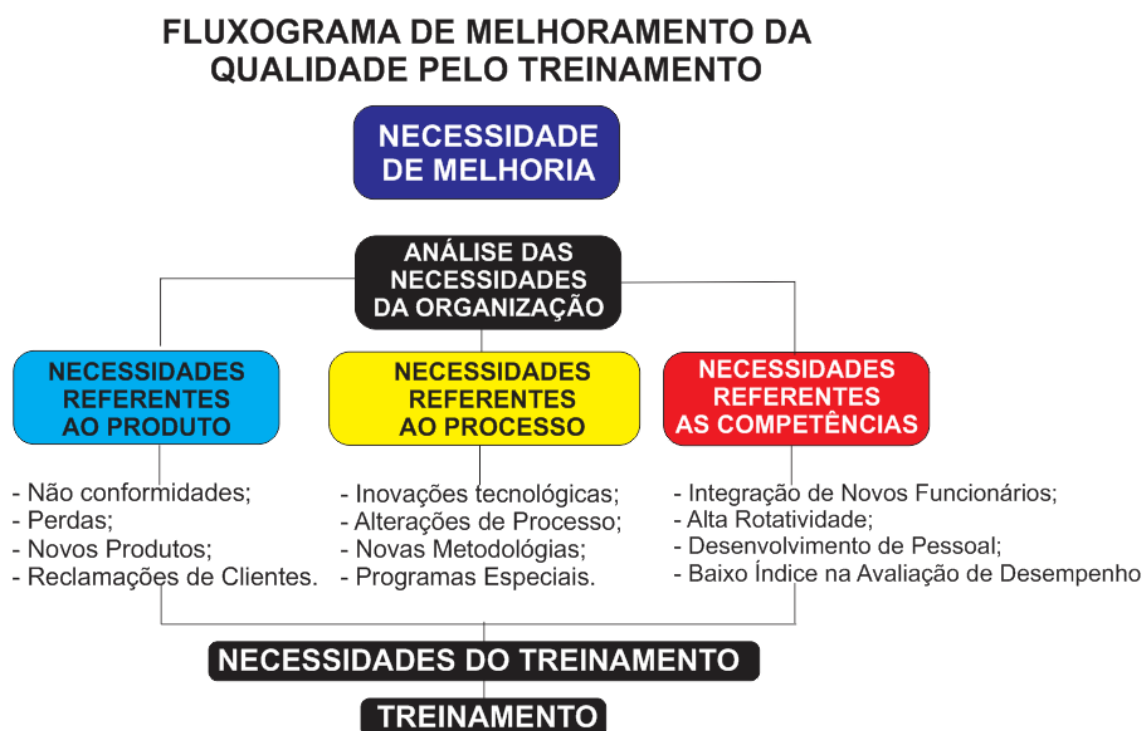 FLUXOGRAMA DE MELHORAMENTO DA
QUALIDADE PELO TREINAMENTO
NECESSIDADE
DE MELHORIA
ANÁLISE DAS
NECESSIDADES
DA ORGANIZAÇÃO
NECESSIDADES
REFERENTES
AO PRODUTO
- Não conformidades;
- Perdas;
- Novos Produtos;
- Reclamações de Clientes.
NECESSIDADES
REFERENTES
AO PROCESSO
- Inovações tecnológicas;
- Alterações de Processo;
- Novas Metodológias;
- Programas Especiais.
NECESSIDADES
REFERENTES
AS COMPETÊNCIAS
- Integração de Novos Funcionários;
- Alta Rotatividade;
- Desenvolvimento de Pessoal;
- Baixo Índice na Avaliação de Desempenho
NECESSIDADES DO TREINAMENTO
TREINAMENTO